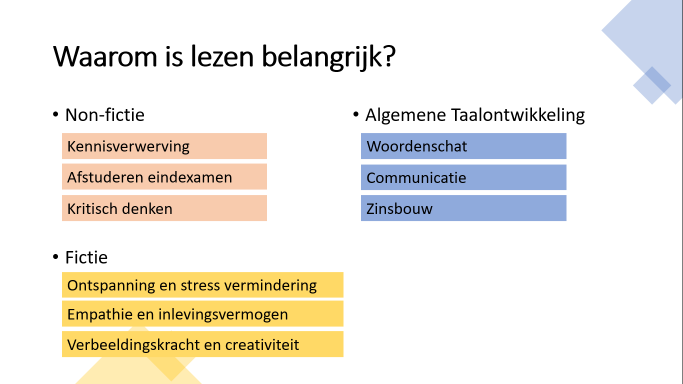 Waarom is lezen belangrijk?
• Non-fictie
Kennisverwerving
Afstuderen eindexamen
Kritisch denken
• Algemene Taalontwikkeling
Woordenschat
Communicatie
Zinsbouw
• Fictie
Ontspanning en stress vermindering
Empathie en inlevingsvermogen
Verbeeldingskracht en creativiteit